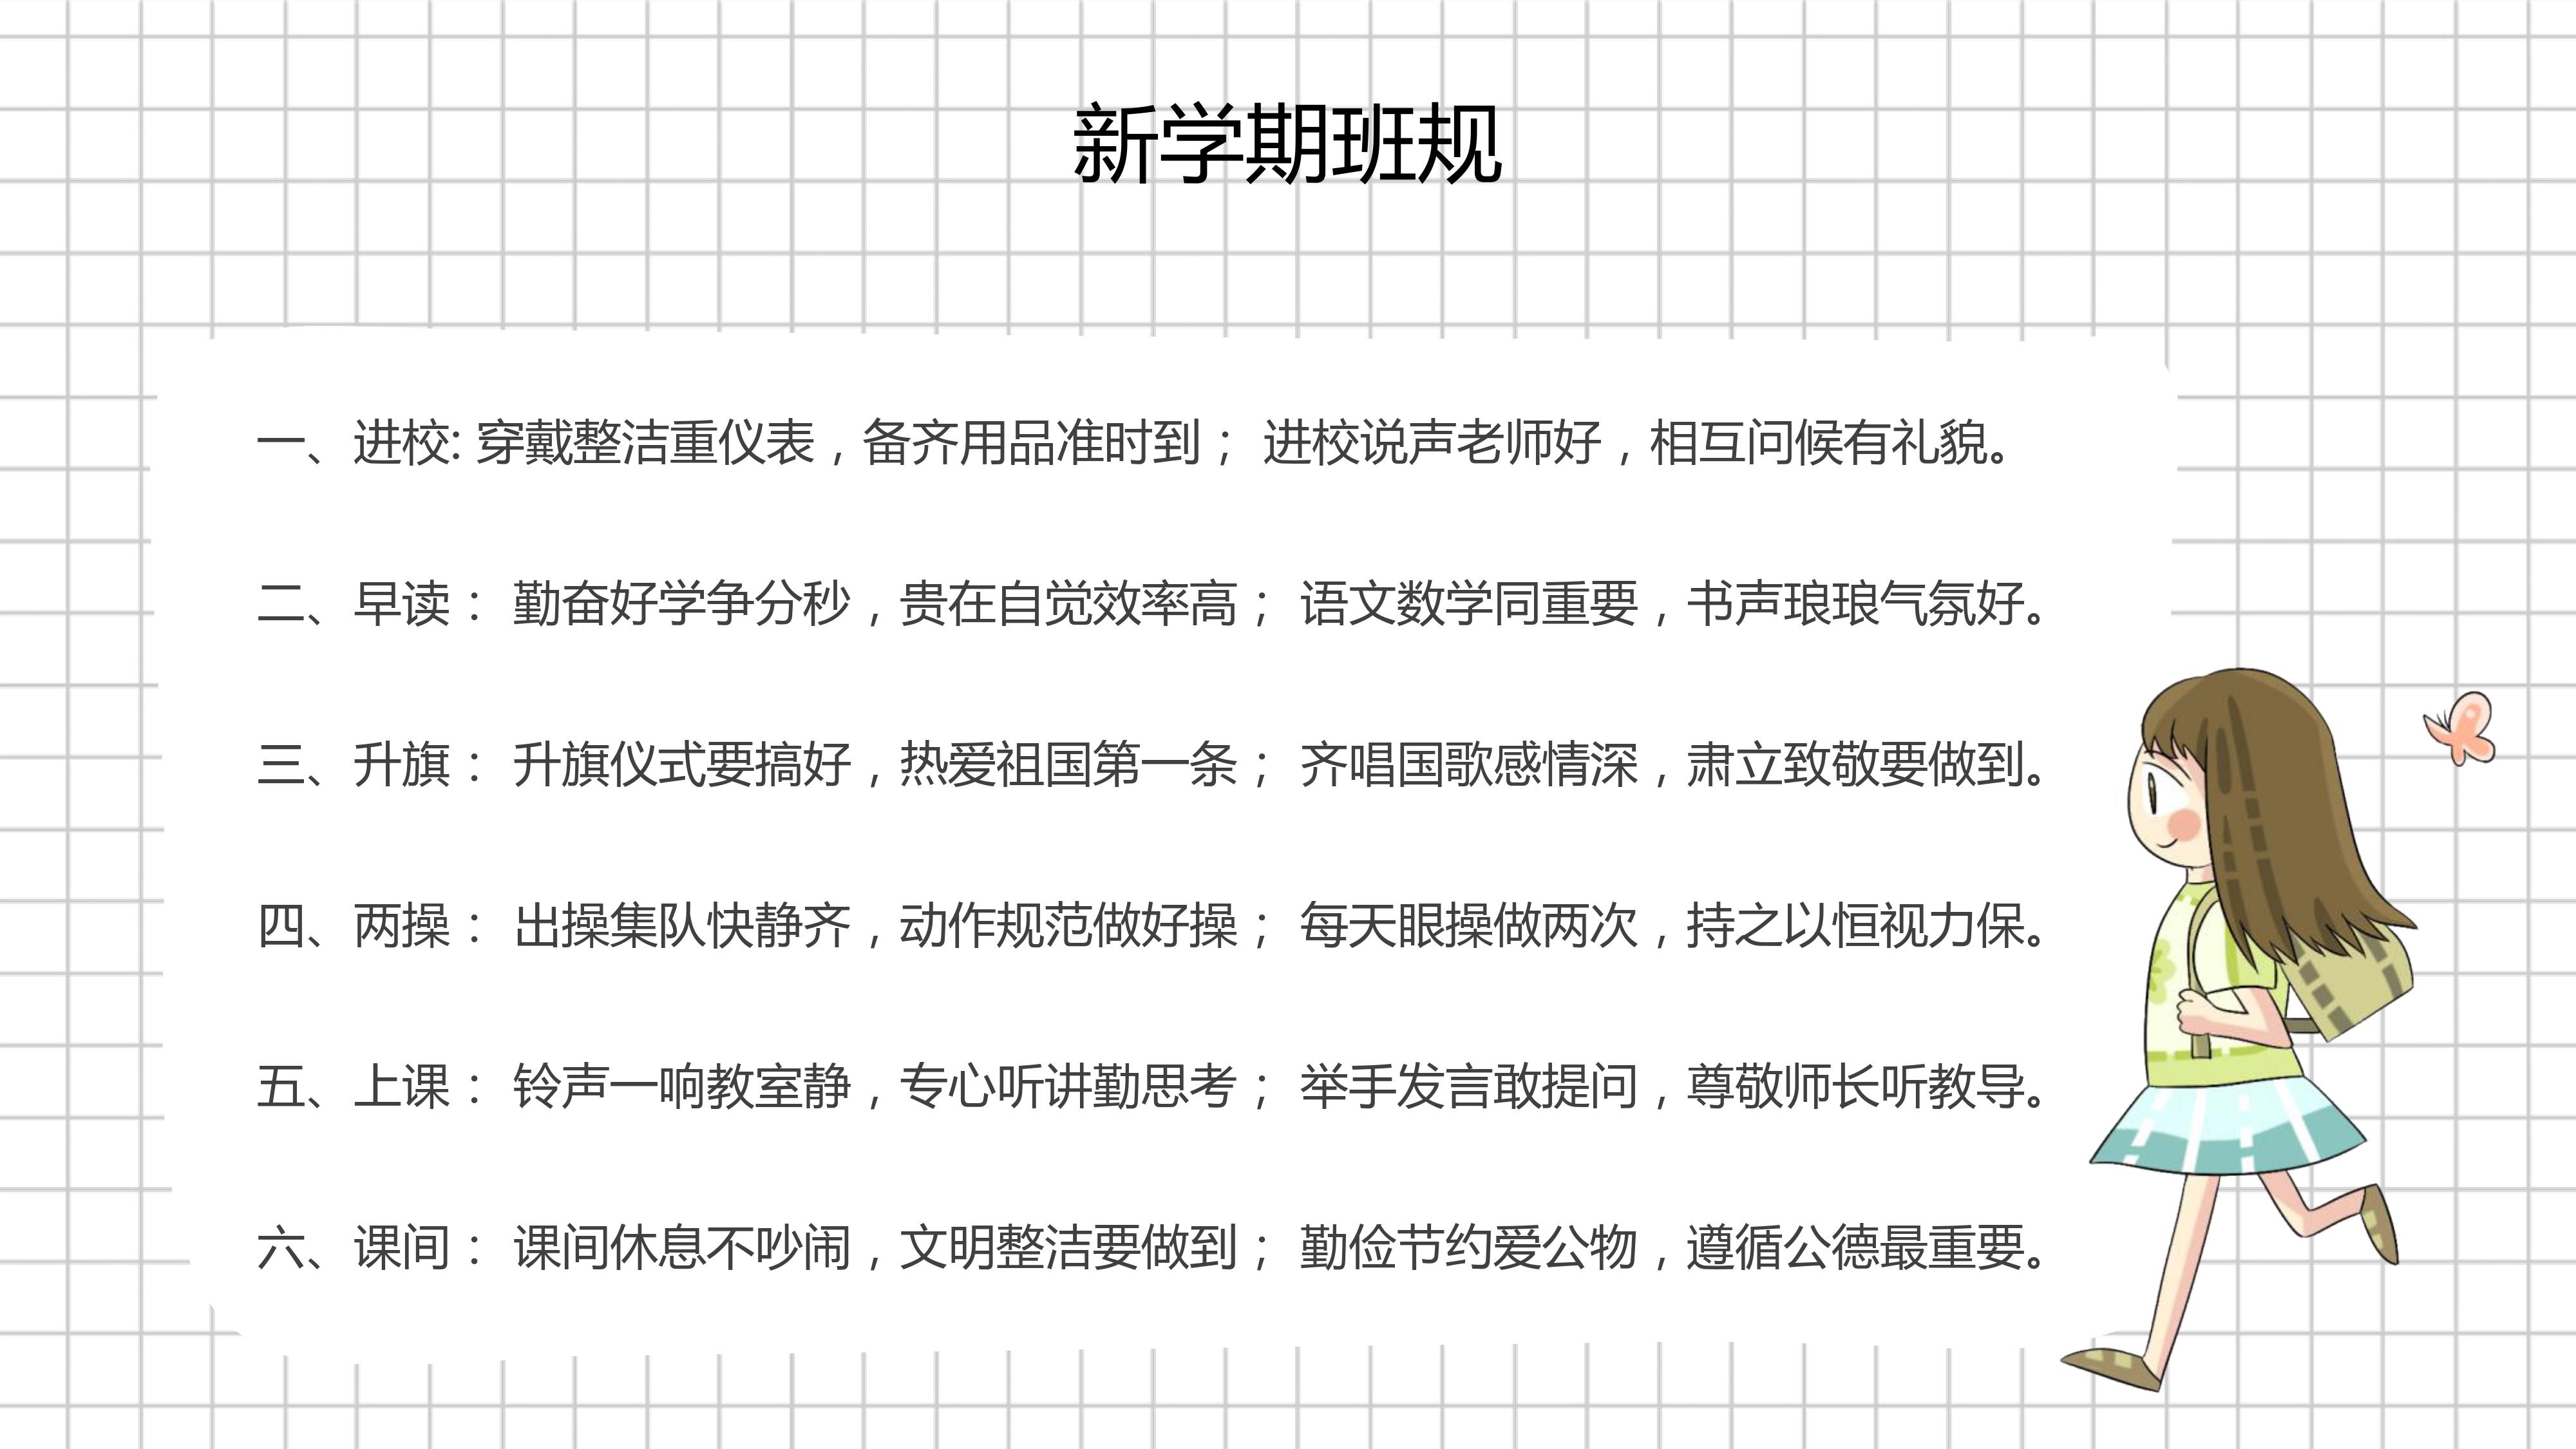 新学期班规
一、进校: 穿戴整洁重仪表，备齐用品准时到； 进校说声老师好，相互问候有礼貌。
二、早读： 勤奋好学争分秒，贵在自觉效率高； 语文数学同重要，书声琅琅气氛好。
三、升旗： 升旗仪式要搞好，热爱祖国第一条； 齐唱国歌感情深，肃立致敬要做到。
四、两操： 出操集队快静齐，动作规范做好操； 每天眼操做两次，持之以恒视力保。
五、上课： 铃声一响教室静，专心听讲勤思考； 举手发言敢提问，尊敬师长听教导。
六、课间： 课间休息不吵闹，文明整洁要做到； 勤俭节约爱公物，遵循公德最重要。